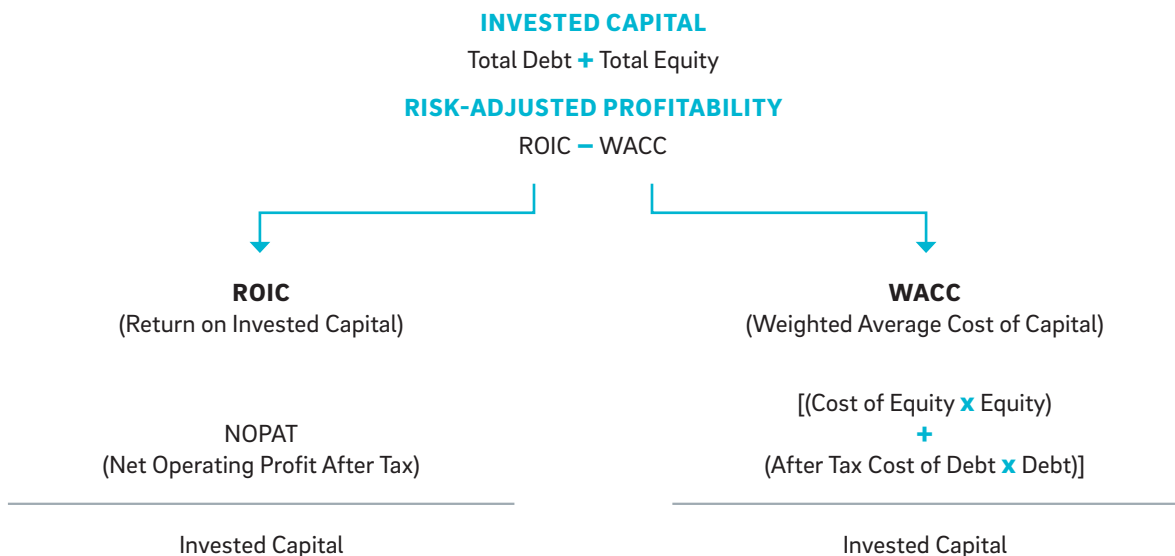 INVESTED CAPITAL
Total Debt + Total Equity
RISK-ADJUSTED PROFITABILITY
ROIC – WACC
ROIC
(Return on Invested Capital)
NOPAT
(Net Operating Profit After Tax)
Invested Capital
WACC
(Weighted Average Cost of Capital)
[(Cost of Equity x Equity)
+
(After Tax Cost of Debt x Debt)]
Invested Capital